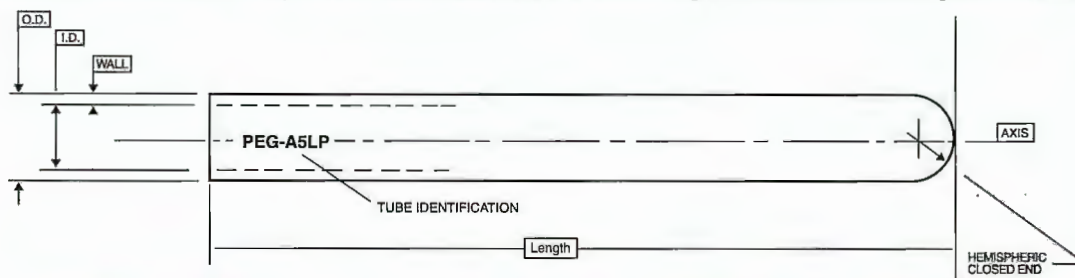 O.D.
I.D.
WALL
PEG-A5LP
AXIS
TUBE IDENTIFICATION
Length
HEMISPHERIC
CLOSED END